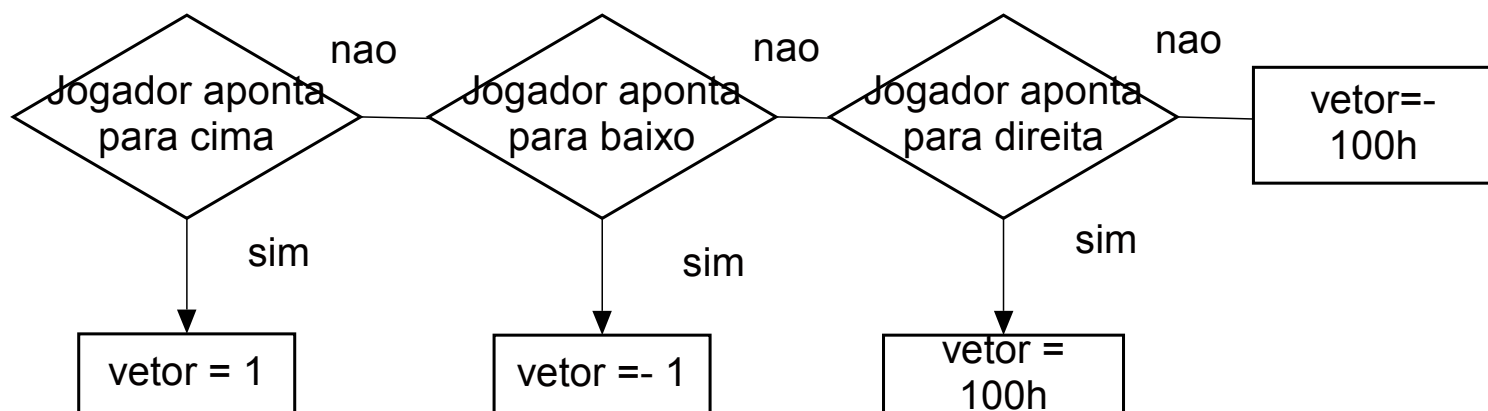 Jogador aponta
para cima
nao
Jogador aponta
para baixo
nao
Jogador aponta
para direita
nao
vetor=-
100h
sim
sim
sim
vetor = 1
vetor =- 1
vetor =
100h